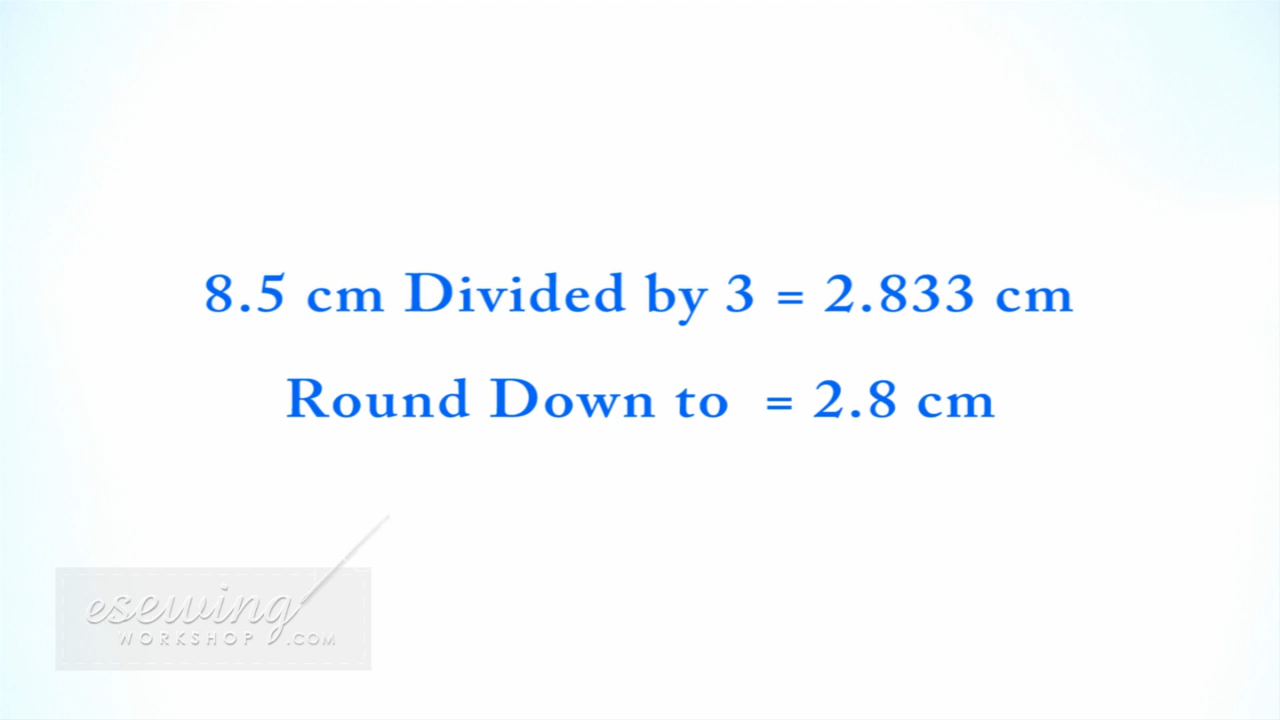 8.5 cm Divided by 3 = 2.833 cm
Round Down to = 2.8 cm
esewing
WORKSHOP.COM